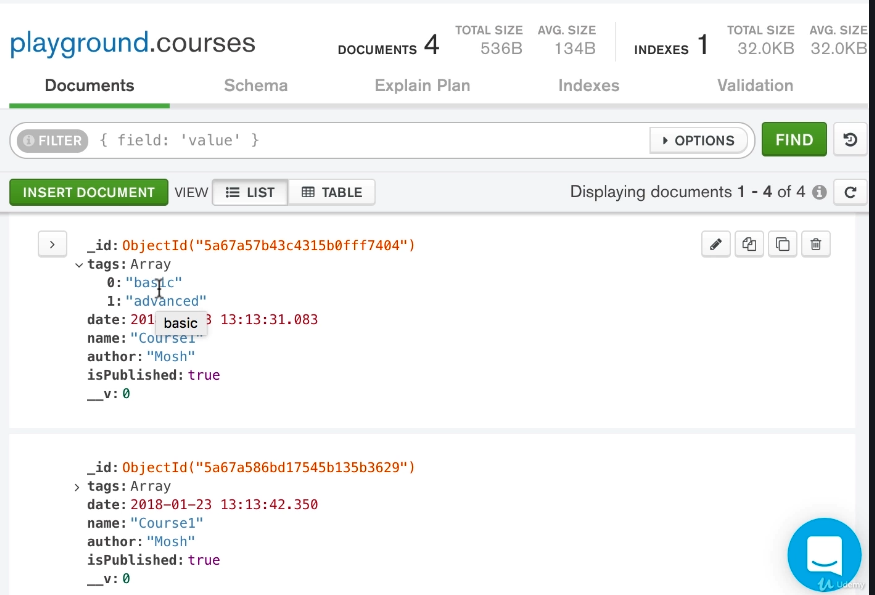 playground.courses
DOCUMENTS 4 TOTAL SIZE 536B AVG. SIZE 134B INDEXES 1 TOTAL SIZE 32.0KB AVG. SIZE 32.0KB
Documents Schema Explain Plan Indexes Validation
FILTER { field: 'value' } OPTIONS FIND
INSERT DOCUMENT VIEW LIST TABLE Displaying documents 1 - 4 of 4
_id: ObjectId("5a67a57b43c4315b0fff7404")
tags: Array
0: "basic"
1: "advanced"
date: 201 3 13:13:31.083
basic
name: "Course1"
author: "Mosh"
isPublished: true
__v: 0
_id: ObjectId("5a67a586bd17545b135b3629")
tags: Array
date: 2018-01-23 13:13:42.350
name: "Course1"
author: "Mosh"
isPublished: true
__v: 0
Udemy